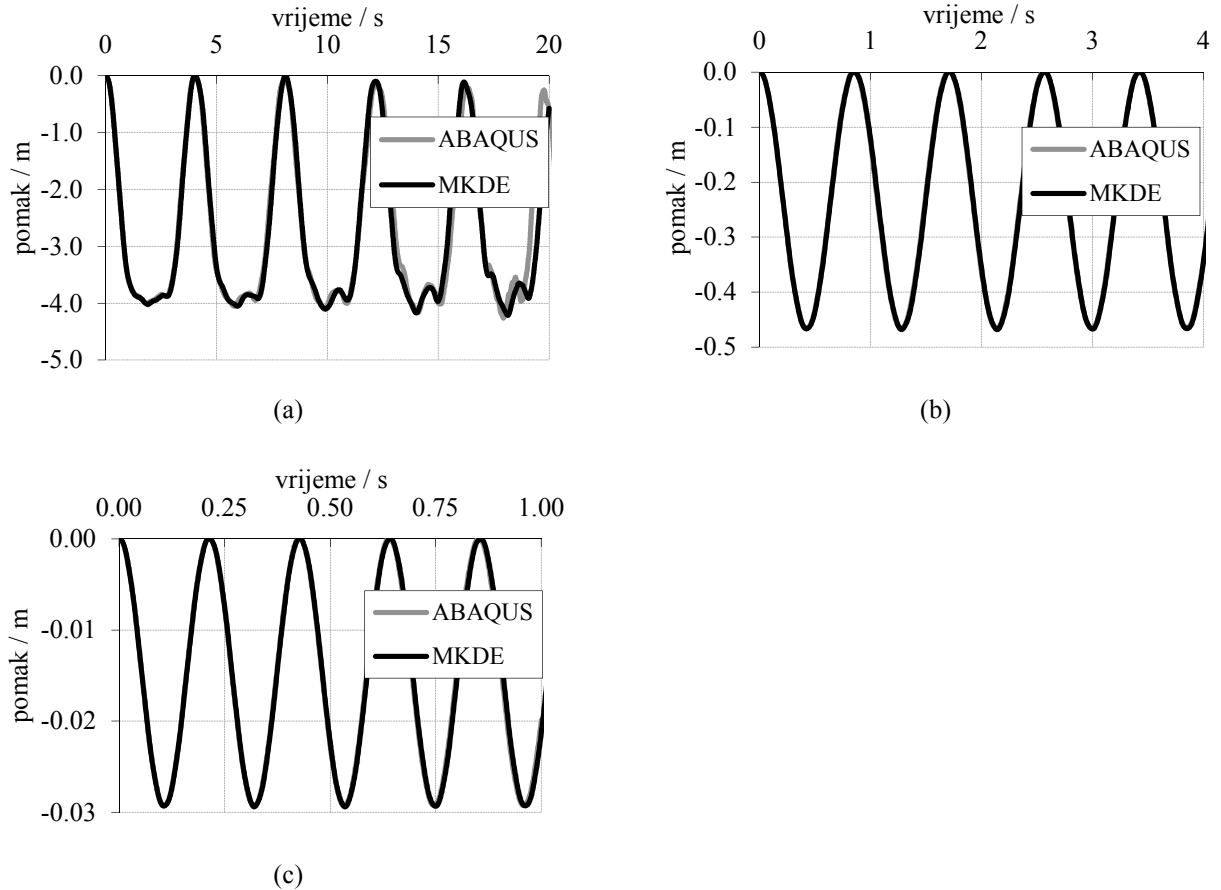 vrijeme / s
0 5 10 15 20
0.0
-1.0
-2.0
-3.0
-4.0
-5.0
pomak / m
ABAQUS
MKDE
(a)
vrijeme / s
0 1 2 3 4
0.0
-0.1
-0.2
-0.3
-0.4
-0.5
pomak / m
ABAQUS
MKDE
(b)
vrijeme / s
0.00 0.25 0.50 0.75 1.00
0.00
-0.01
-0.02
-0.03
pomak / m
ABAQUS
MKDE
(c)